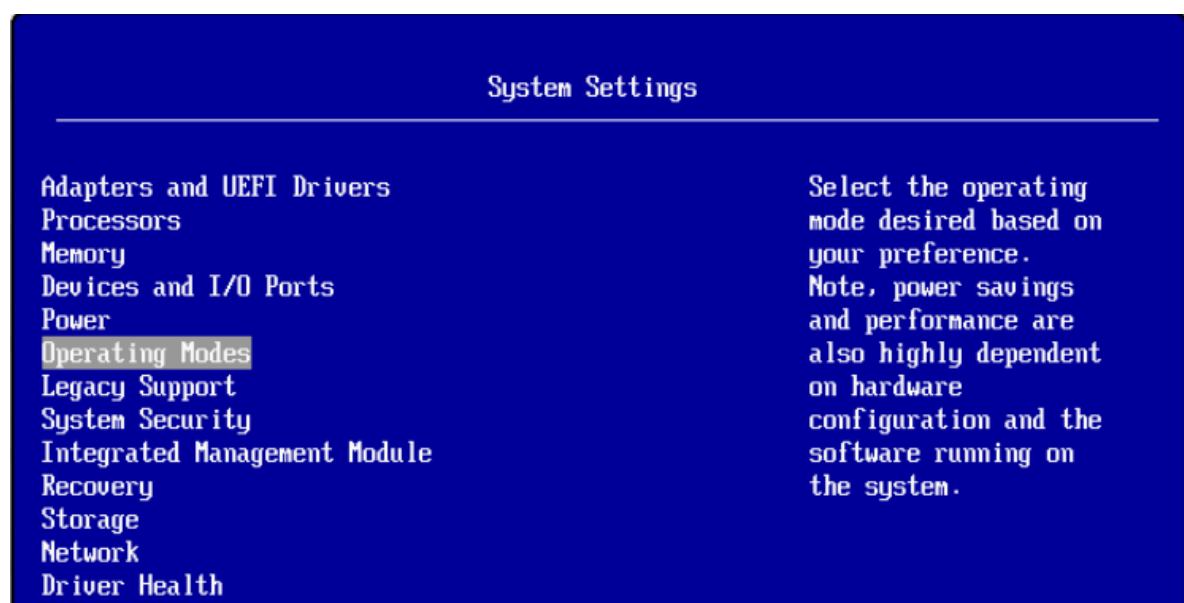 System Settings
Adapters and UEFI Drivers
Processors
Memory
Devices and I/O Ports
Power
Operating Modes
Legacy Support
System Security
Integrated Management Module
Recovery
Storage
Network
Driver Health
Select the operating
mode desired based on
your preference.
Note, power savings
and performance are
also highly dependent
on hardware
configuration and the
software running on
the system.